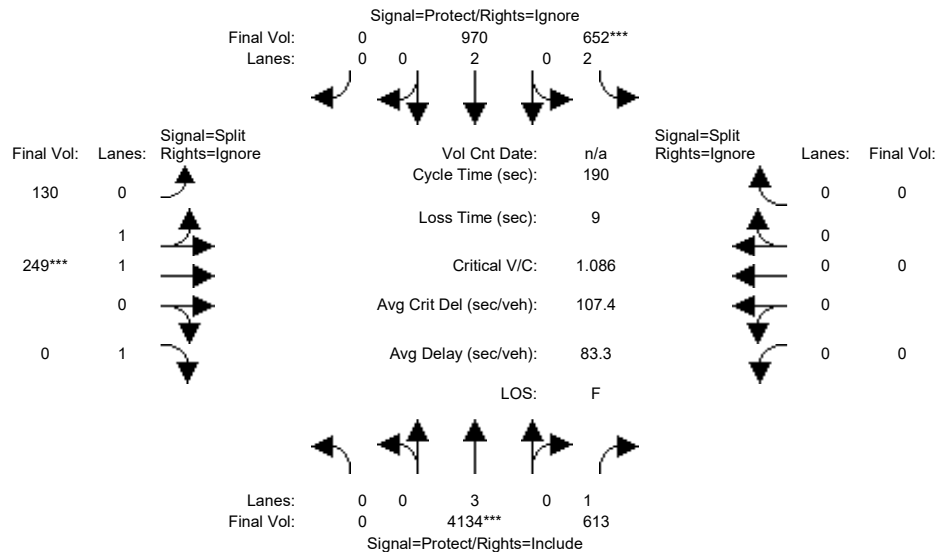 Signal=Protect/Rights=Ignore
Final Vol: 0 970 652***
Lanes: 0 0 2 0 2
Signal=Split
Final Vol: Lanes: Rights=Ignore
Vol Cnt Date: n/a
Signal=Split
Rights=Ignore Lanes: Final Vol:
Cycle Time (sec): 190
130 0
0 0
Loss Time (sec): 9
1
0
249*** 1
Critical V/C: 1.086
0 0
0
Avg Crit Del (sec/veh): 107.4
0
0 1
Avg Delay (sec/veh): 83.3
0 0
LOS: F
Lanes: 0 0 3 0 1
Final Vol: 0 4134*** 613
Signal=Protect/Rights=Include